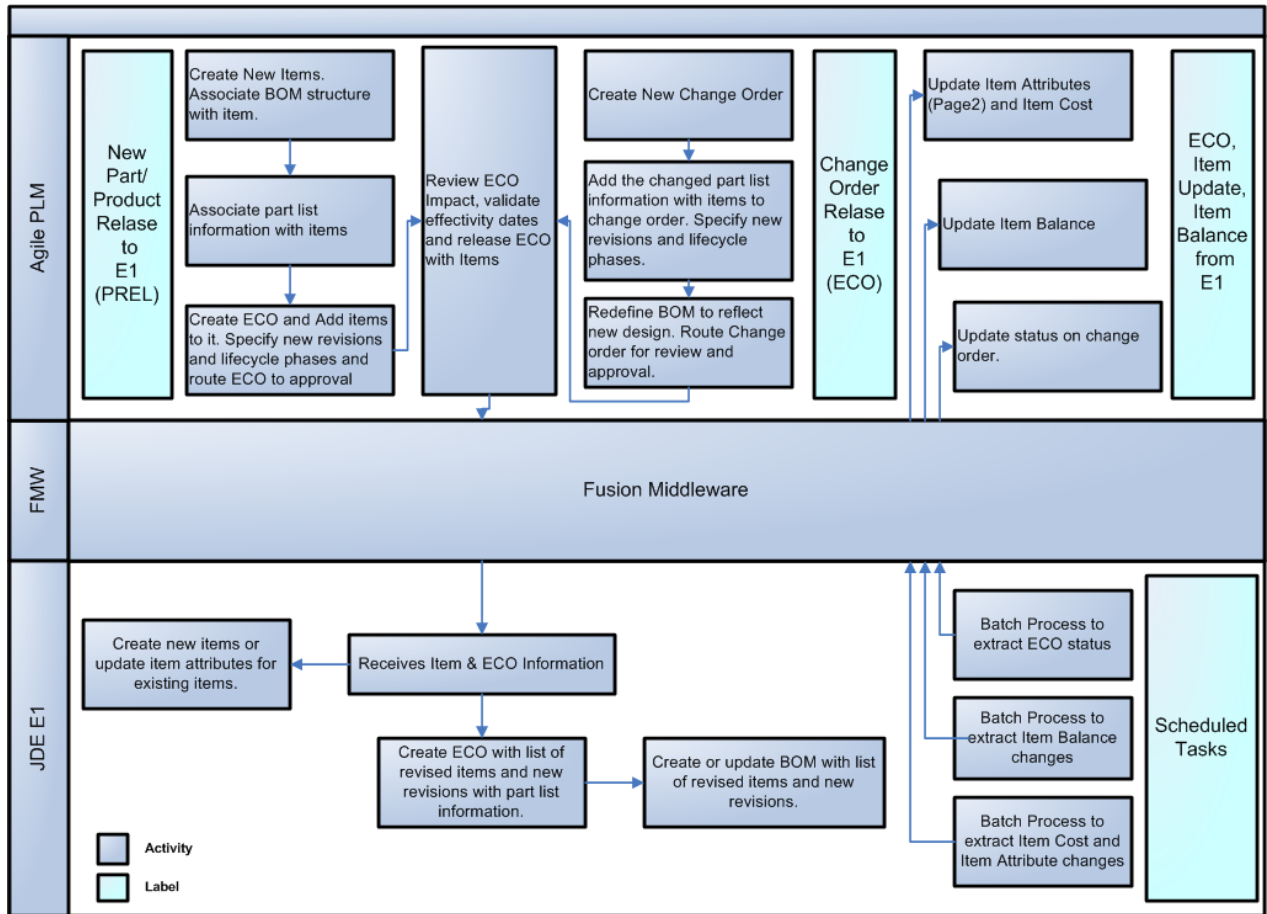 Agile PLM
New
Part/
Product
Relase
to
E1
(PREL)
Create New Items.
Associate BOM structure
with item.
Associate part list
information with items
Create ECO and Add items
to it. Specify new revisions
and lifecycle phases and
route ECO to approval
Review ECO
Impact, validate
effectivity dates
and release ECO
with Items
Create New Change Order
Add the changed part list
information with items to
change order. Specify new
revisions and lifecycle
phases.
Redefine BOM to reflect
new design. Route Change
order for review and
approval.
Change
Order
Relase
to
E1
(ECO)
Update Item Attributes
(Page2) and Item Cost
Update Item Balance
Update status on change
order.
ECO,
Item
Update,
Item
Balance
from
E1
FMW
Fusion Middleware
JDE E1
Create new items or
update item attributes for
existing items.
Receives Item & ECO Information
Create ECO with list of
revised items and new
revisions with part list
information.
Create or update BOM with list
of revised items and new
revisions.
Batch Process to
extract ECO status
Batch Process to
extract Item Balance
changes
Batch Process to
extract Item Cost and
Item Attribute changes
Scheduled
Tasks
Activity
Label